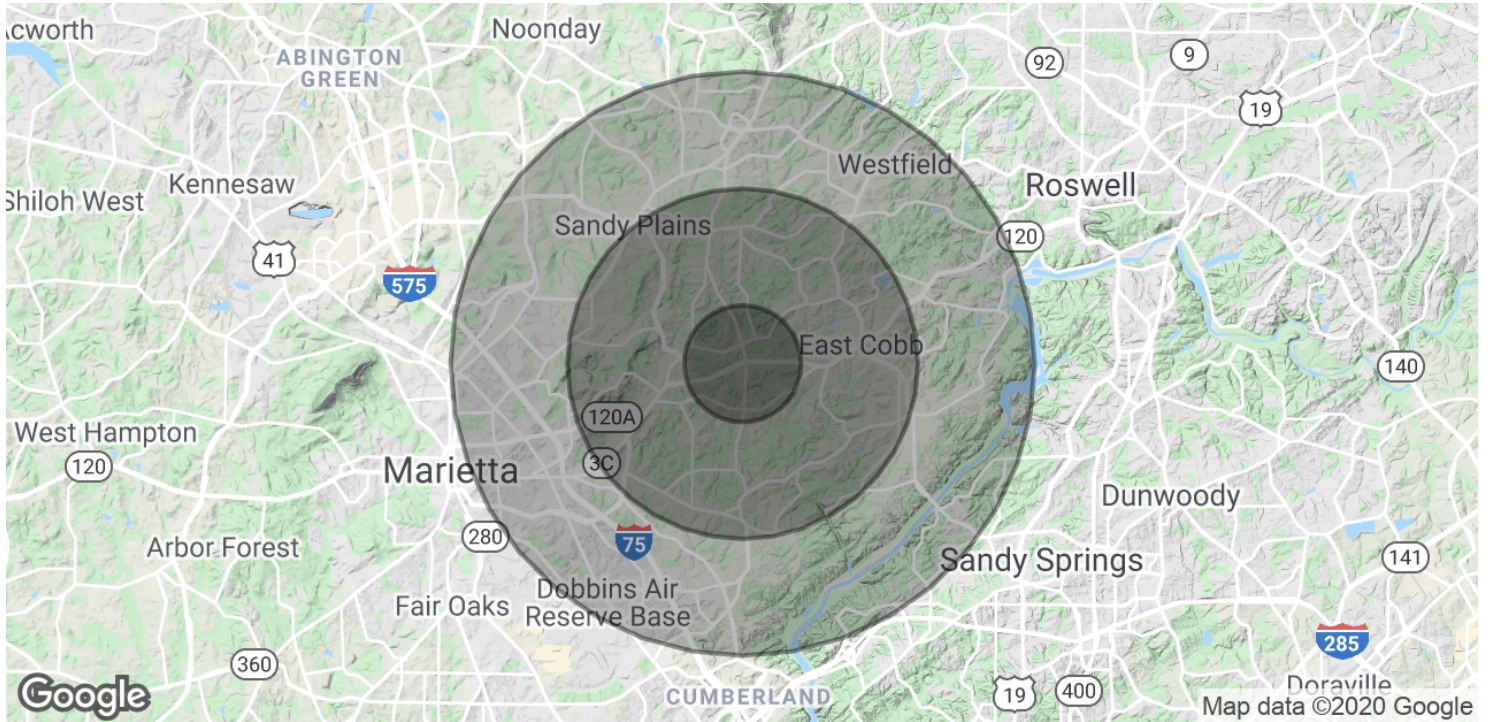 Acworth
Noonday
ABINGTON
GREEN
92
9
19
Kennesaw
Westfield
Roswell
Shiloh West
Sandy Plains
120
41
575
East Cobb
140
120A
West Hampton
3C
120
Marietta
Dunwoody
280
75
Arbor Forest
Sandy Springs
141
Dobbins Air
Reserve Base
Fair Oaks
285
360
CUMBERLAND
19
400
Doraville
Google
Map data ©2020 Google